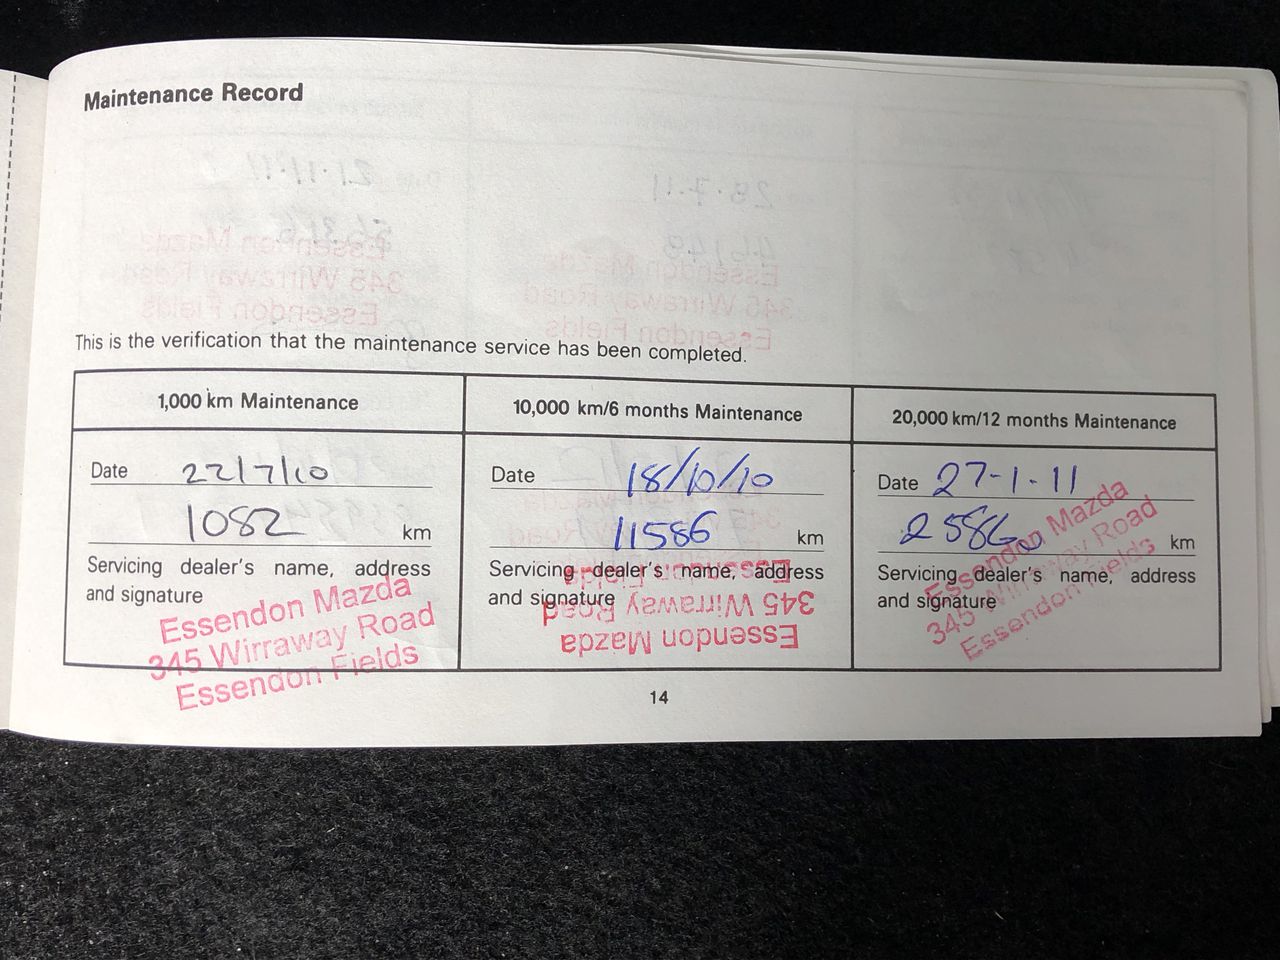 Maintenance Record
This is the verification that the maintenance service has been completed.
1,000 km Maintenance
Date 22/7/10
1082 km
Servicing dealer's name, address
and signature
Essendon Mazda
345 Wirraway Road
Essendon Fields
10,000 km/6 months Maintenance
Date 18/10/10
11586 km
Servicing dealer's name, address
and signature
Essendon Mazda
345 Wirraway Road
Essendon Fields
20,000 km/12 months Maintenance
Date 27-1-11
km
Servicing dealer's name, address
and signature
Essendon Mazda
345 Wirraway Road
Essendon Fields
14